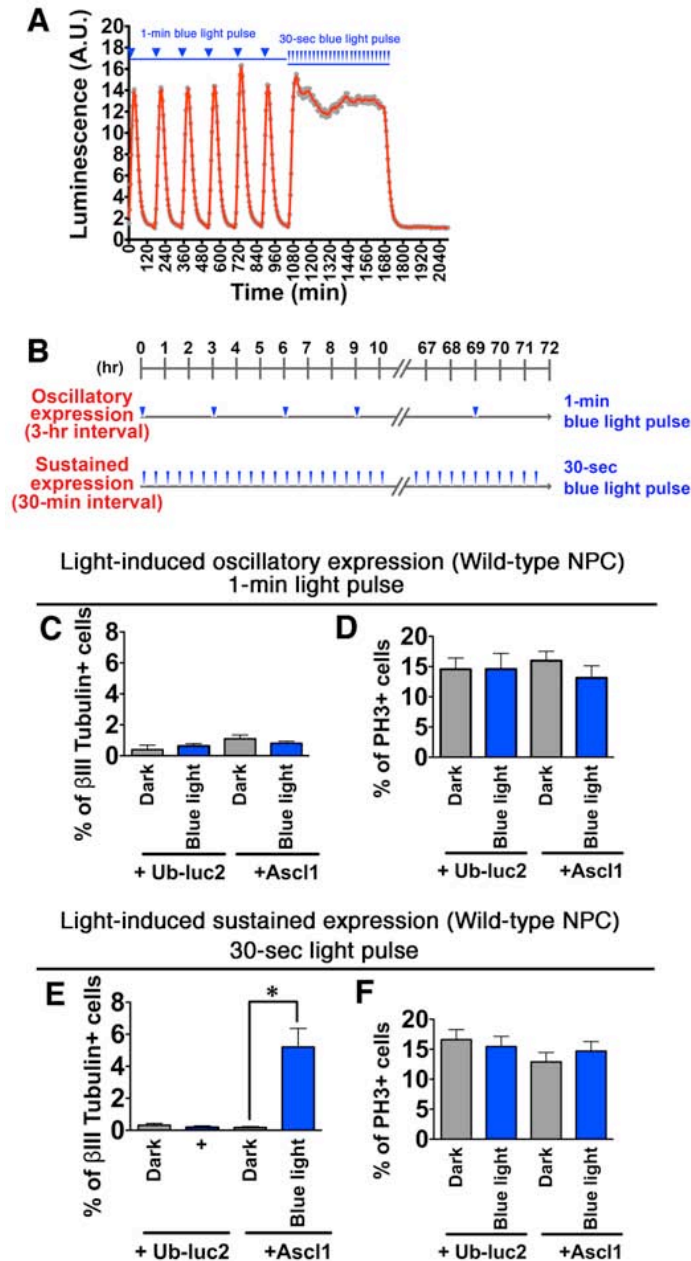 A
Luminescence (A.U.)
20
18
16
14
12
10
8
6
4
2
0
1-min blue light pulse
30-sec blue light pulse
0
120
240
360
480
600
720
840
960
1080
1200
1320
1440
1560
1680
1800
1920
2040
Time (min)
B
(hr)
0 1 2 3 4 5 6 7 8 9 10 67 68 69 70 71 72
Oscillatory
expression
(3-hr interval)
1-min
blue light pulse
Sustained
expression
(30-min interval)
30-sec
blue light pulse
Light-induced oscillatory expression (Wild-type NPC)
1-min light pulse
C
% of βIII Tubulin+ cells
8
6
4
2
0
Dark
Blue light
Dark
Blue light
+ Ub-luc2
+Ascl1
D
% of PH3+ cells
20
15
10
5
0
Dark
Blue light
Dark
Blue light
+ Ub-luc2
+Ascl1
Light-induced sustained expression (Wild-type NPC)
30-sec light pulse
E
% of βIII Tubulin+ cells
8
6
4
2
0
*
Dark
+
Dark
Blue light
+ Ub-luc2
+Ascl1
F
% of PH3+ cells
20
15
10
5
0
Dark
Blue light
Dark
Blue light
+ Ub-luc2
+Ascl1